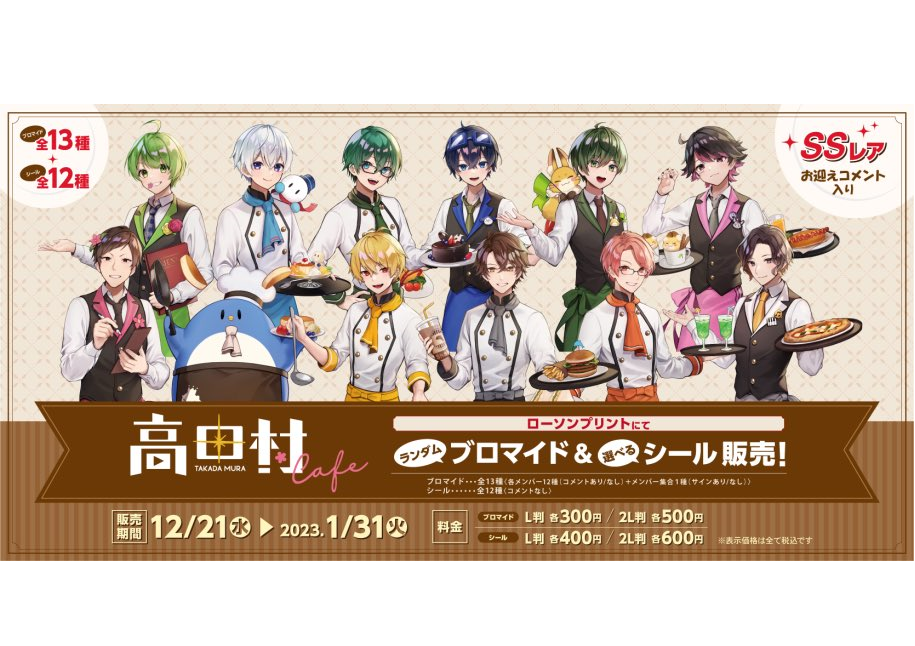 ブロマイド
全13種
+
シール
全12種
SSレア
お迎えコメント
入り
高田村
TAKADA MURA
Cafe
ローソンプリントにて
ランダム ブロマイド & 選べる シール 販売!
ブロマイド・・・全13種(各メンバー12種(コメントあり/なし)+メンバー集合1種(サインあり/なし))
シール・・・・・・全12種(コメントなし)
販売期間 12/21水 ▶ 2023.1/31火
料金
ブロマイド L判 各300円 / 2L判 各500円
シール L判 各400円 / 2L判 各600円
※表示価格は全て税込です